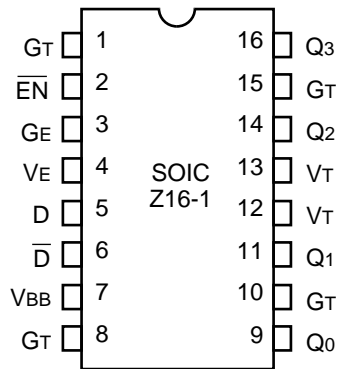 GT 1 16 Q3
EN 2 15 GT
GE 3 14 Q2
VE 4 SOIC 13 VT
Z16-1
D 5 12 VT
D 6 11 Q1
VBB 7 10 GT
GT 8 9 Q0